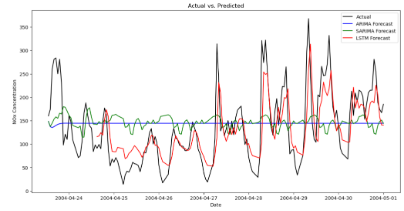 Actual vs. Predicted
Actual
ARIMA Forecast
SARIMA Forecast
LSTM Forecast
350
300
250
200
150
100
50
0
NOx Concentration
2004-04-24
2004-04-25
2004-04-26
2004-04-27
2004-04-28
2004-04-29
2004-04-30
2004-05-01
Date